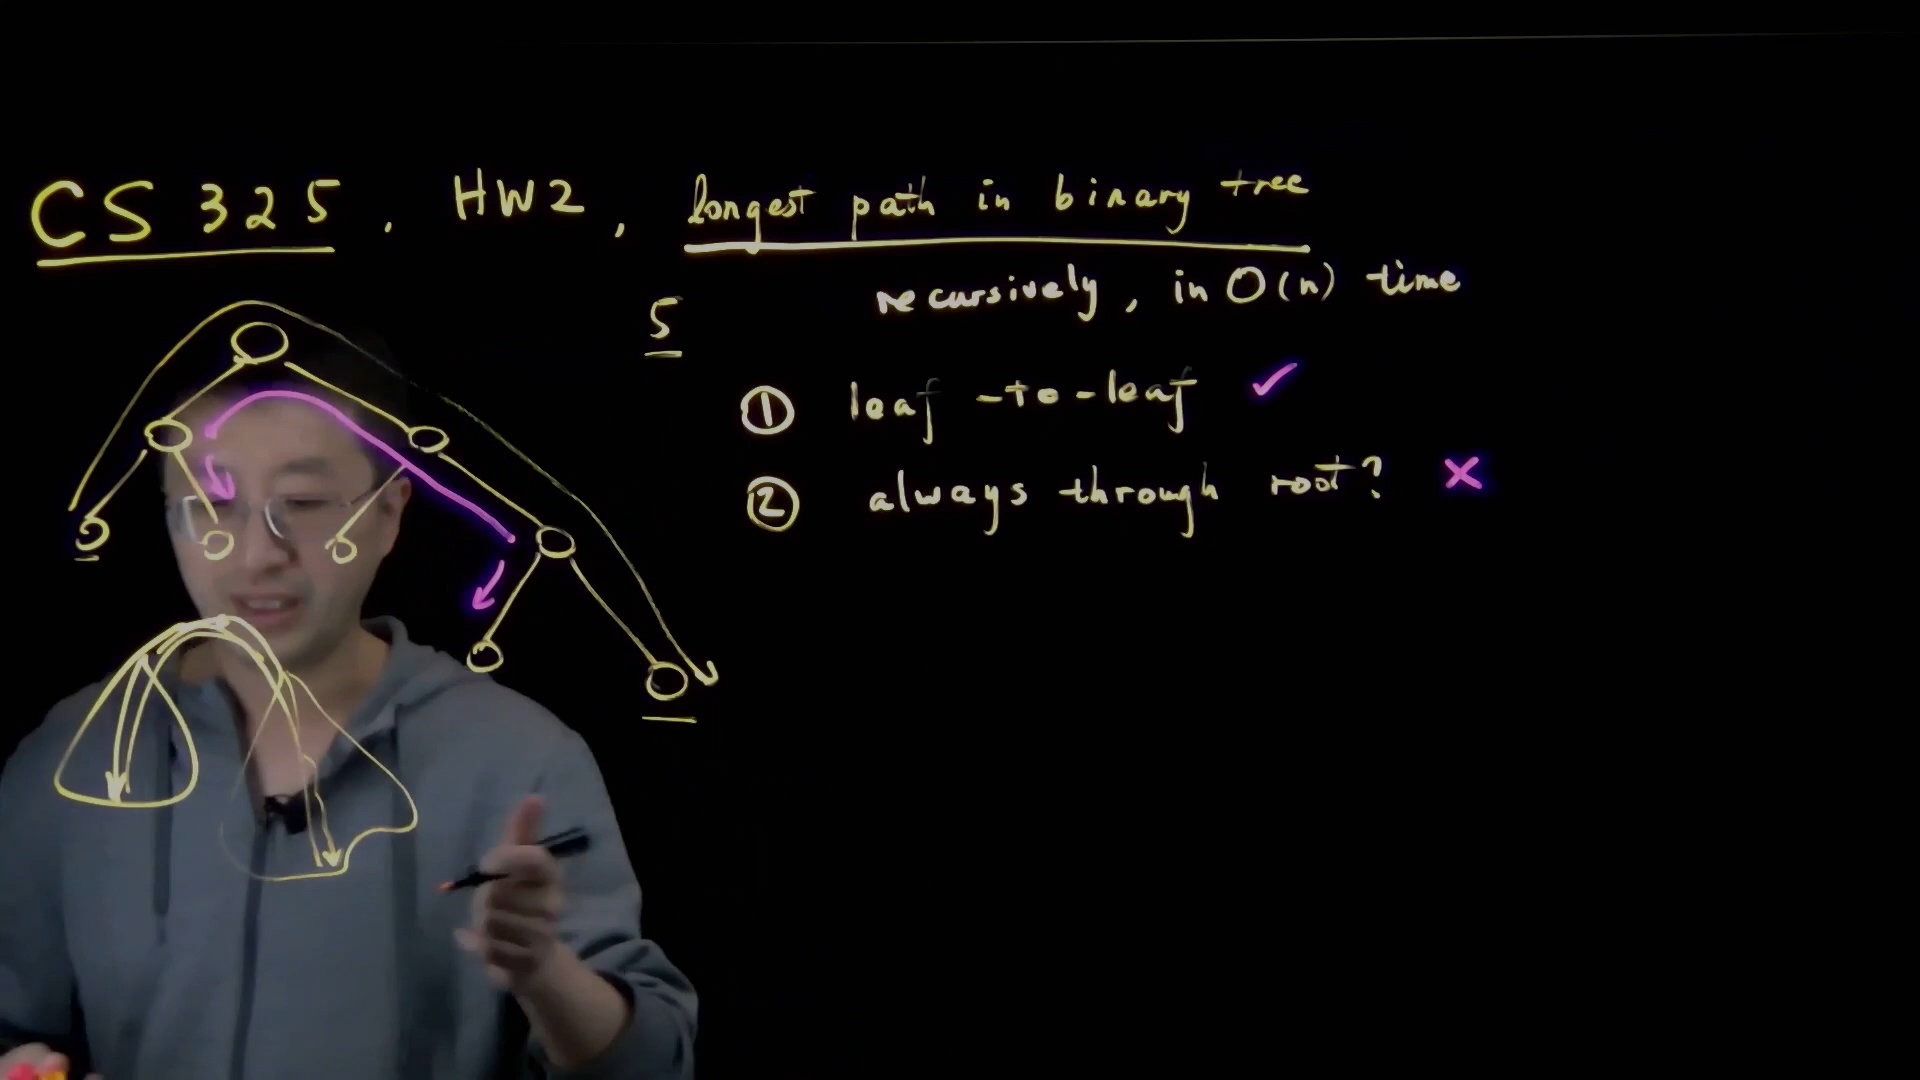 CS 325, HW2, longest path in binary tree
recursively, in O(n) time
5
① leaf-to-leaf ✓
② always through root? ✗